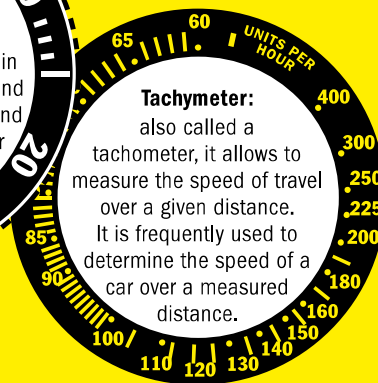 in
nd
nd
r
20
60
65
UNITS PER
HOUR
400
300
250
225
200
180
160
150
140
130
120
110
100
90
85
Tachymeter:
also called a
tachometer, it allows to
measure the speed of travel
over a given distance.
It is frequently used to
determine the speed of a
car over a measured
distance.